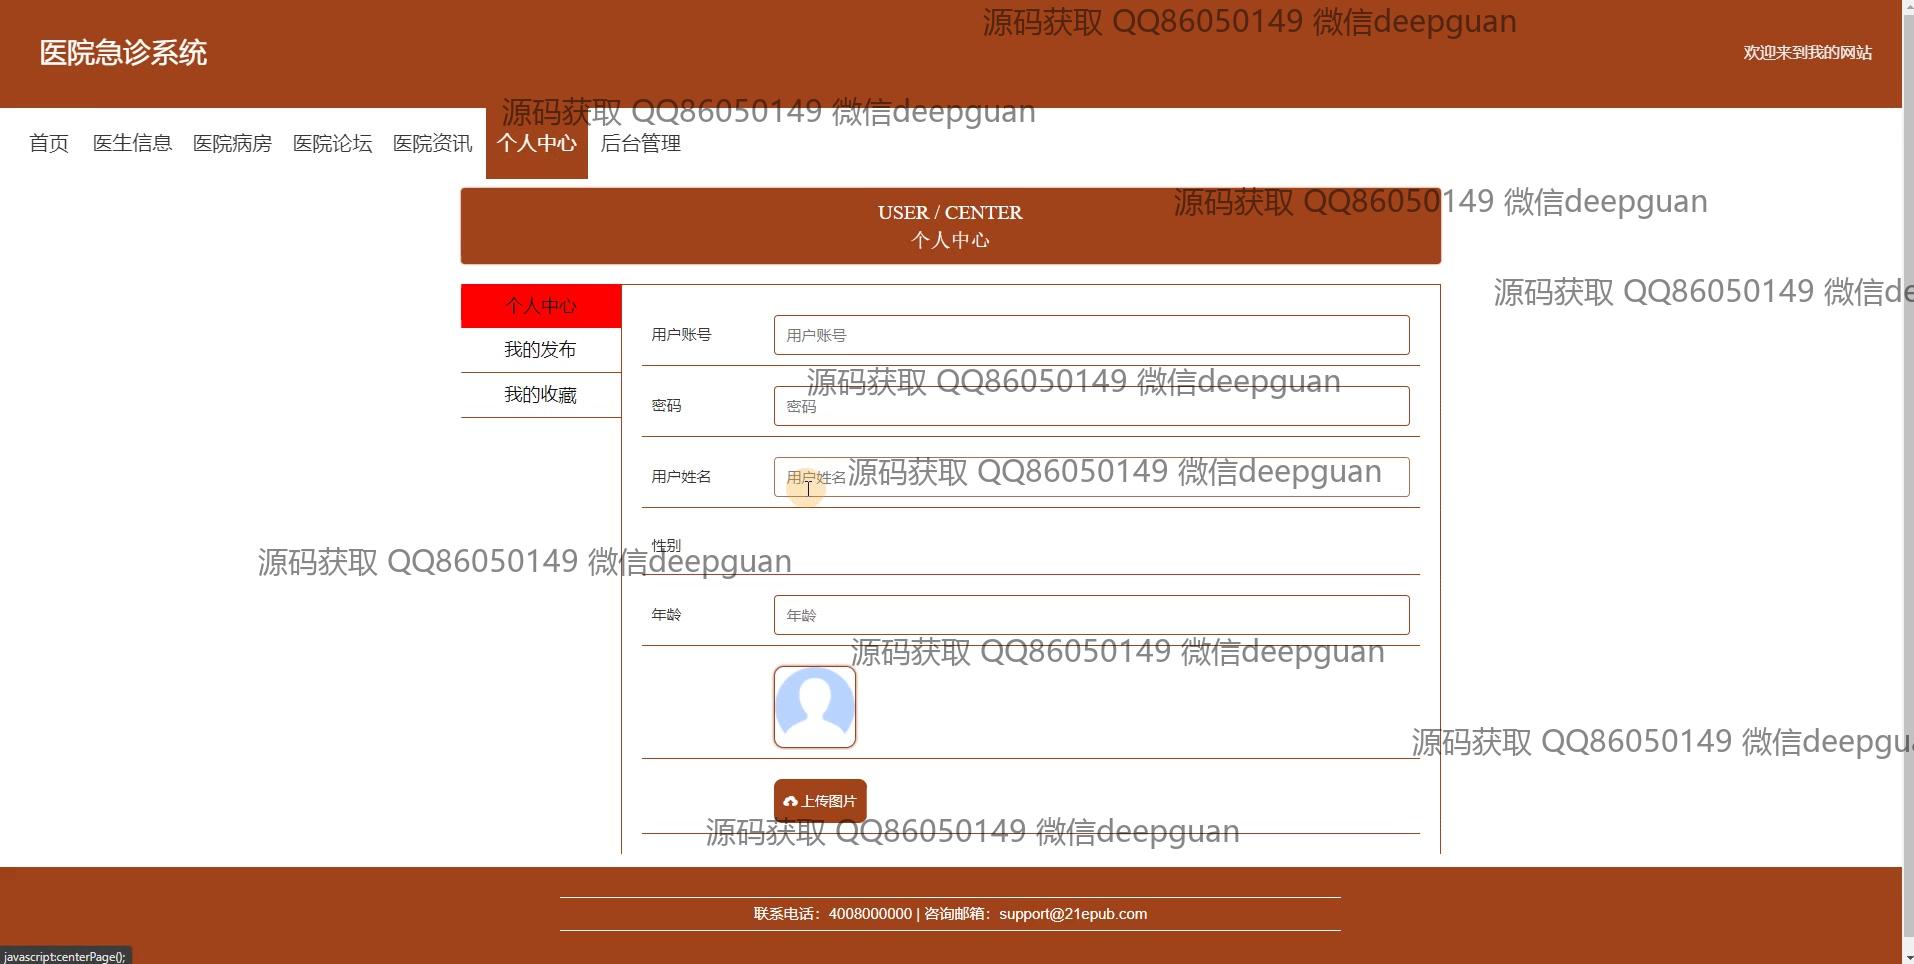 源码获取 QQ86050149 微信deepguan
医院急诊系统
欢迎来到我的网站
源码获取 QQ86050149 微信deepguan
首页 医生信息 医院病房 医院论坛 医院资讯 个人中心 后台管理
源码获取 QQ86050149 微信deepguan
USER / CENTER
个人中心
源码获取 QQ86050149 微信de
个人中心
我的发布
我的收藏
用户账号 用户账号
源码获取 QQ86050149 微信deepguan
密码 密码
用户姓名 用户姓名
源码获取 QQ86050149 微信deepguan
性别
源码获取 QQ86050149 微信deepguan
年龄 年龄
源码获取 QQ86050149 微信deepguan
源码获取 QQ86050149 微信deepgu
上传图片
源码获取 QQ86050149 微信deepguan
联系电话：4008000000 | 咨询邮箱：support@21epub.com
javascript:centerPage();